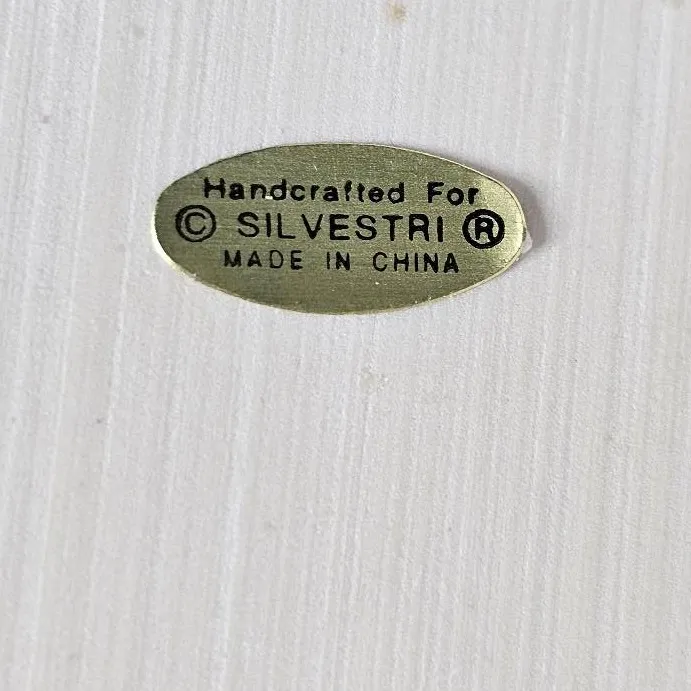 Handcrafted For
© SILVESTRI ®
MADE IN CHINA